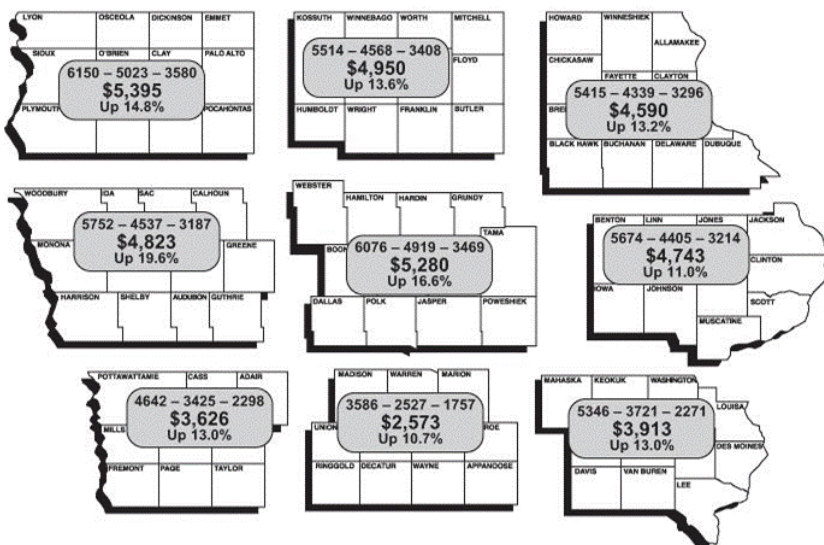 LYON OSCEOLA DICKINSON EMMET
SIOUX O'BRIEN CLAY PALO ALTO
6150 – 5023 – 3580
$5,395
Up 14.8%
PLYMOUTH POCAHONTAS
KOSSUTH WINNEBAGO WORTH MITCHELL
5514 – 4568 – 3408
$4,950
Up 13.6%
FLOYD
HUMBOLDT WRIGHT FRANKLIN BUTLER
HOWARD WINNESHIEK
ALLAMAKEE
CHICKASAW
FAYETTE CLAYTON
5415 – 4339 – 3296
$4,590
Up 13.2%
BRE
BLACK HAWK BUCHANAN DELAWARE DUBUQUE
WOODBURY IDA SAC CALHOUN
5752 – 4537 – 3187
$4,823
Up 19.6%
MONONA GREENE
HARRISON SHELBY AUDUBON GUTHRIE
WEBSTER
HAMILTON HARDIN GRUNDY
TAMA
BOON
6076 – 4919 – 3469
$5,280
Up 16.6%
DALLAS POLK JASPER POWESHIEK
BENTON LINN JONES JACKSON
5674 – 4405 – 3214
$4,743
Up 11.0%
CLINTON
IOWA JOHNSON
SCOTT
MUSCATINE
POTTAWATTAMIE CASS ADAIR
4642 – 3425 – 2298
$3,626
Up 13.0%
MILLS
FREMONT PAGE TAYLOR
MADISON WARREN MARION
3586 – 2527 – 1757
$2,573
Up 10.7%
UNION ROE
RINGGOLD DECATUR WAYNE APPANOOSE
MAHASKA KEOKUK WASHINGTON
LOUISA
5346 – 3721 – 2271
$3,913
Up 13.0%
DES MOINES
DAVIS VAN BUREN
LEE